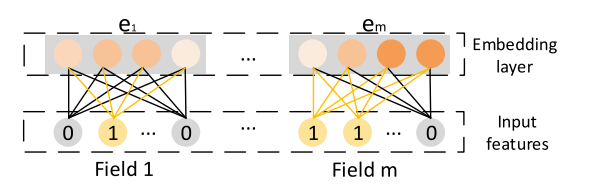 e1 em
... Embedding
layer
0 1 ... 0 ... 1 1 ... 0 Input
features
Field 1 Field m